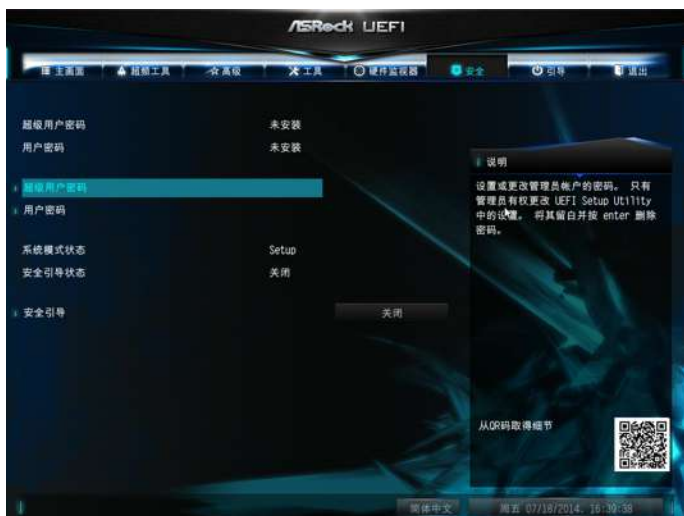 ASRock UEFI
主画面 超频工具 高级 工具 硬件监视器 安全 引导 退出
超级用户密码 未安装
用户密码 未安装
说明
超级用户密码
用户密码
设置或更改管理员帐户的密码。 只有
管理员有权更改 UEFI Setup Utility
中的设置。 将其留白并按 enter 删除
密码。
系统模式状态 Setup
安全引导状态 关闭
安全引导 关闭
从QR码取得细节
简体中文 周五 07/18/2014, 16:39:38